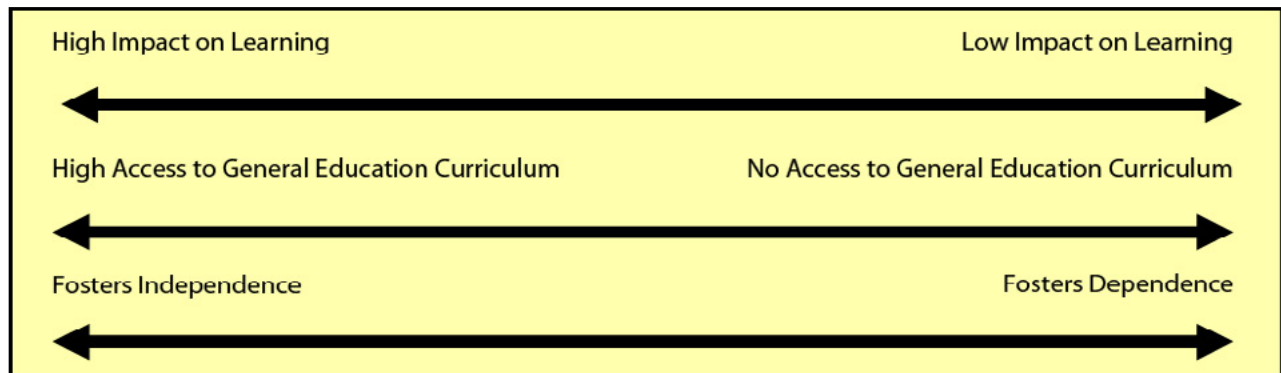 High Impact on Learning Low Impact on Learning
High Access to General Education Curriculum No Access to General Education Curriculum
Fosters Independence Fosters Dependence